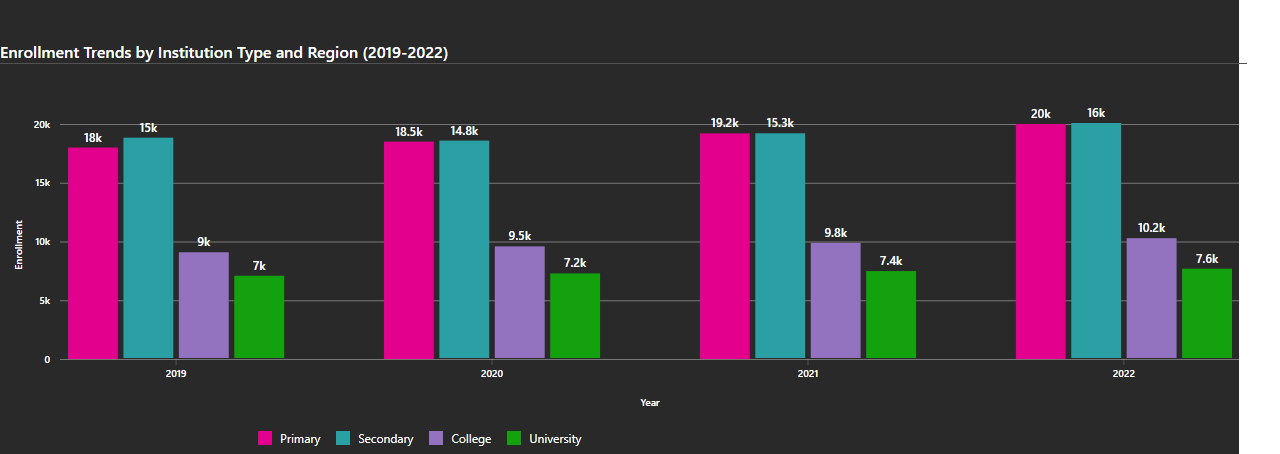 Enrollment Trends by Institution Type and Region (2019-2022)
20k
15k
10k
5k
0
Enrollment
18k
15k
9k
7k
18.5k
14.8k
9.5k
7.2k
19.2k
15.3k
9.8k
7.4k
20k
16k
10.2k
7.6k
2019 2020 2021 2022
Year
Primary Secondary College University